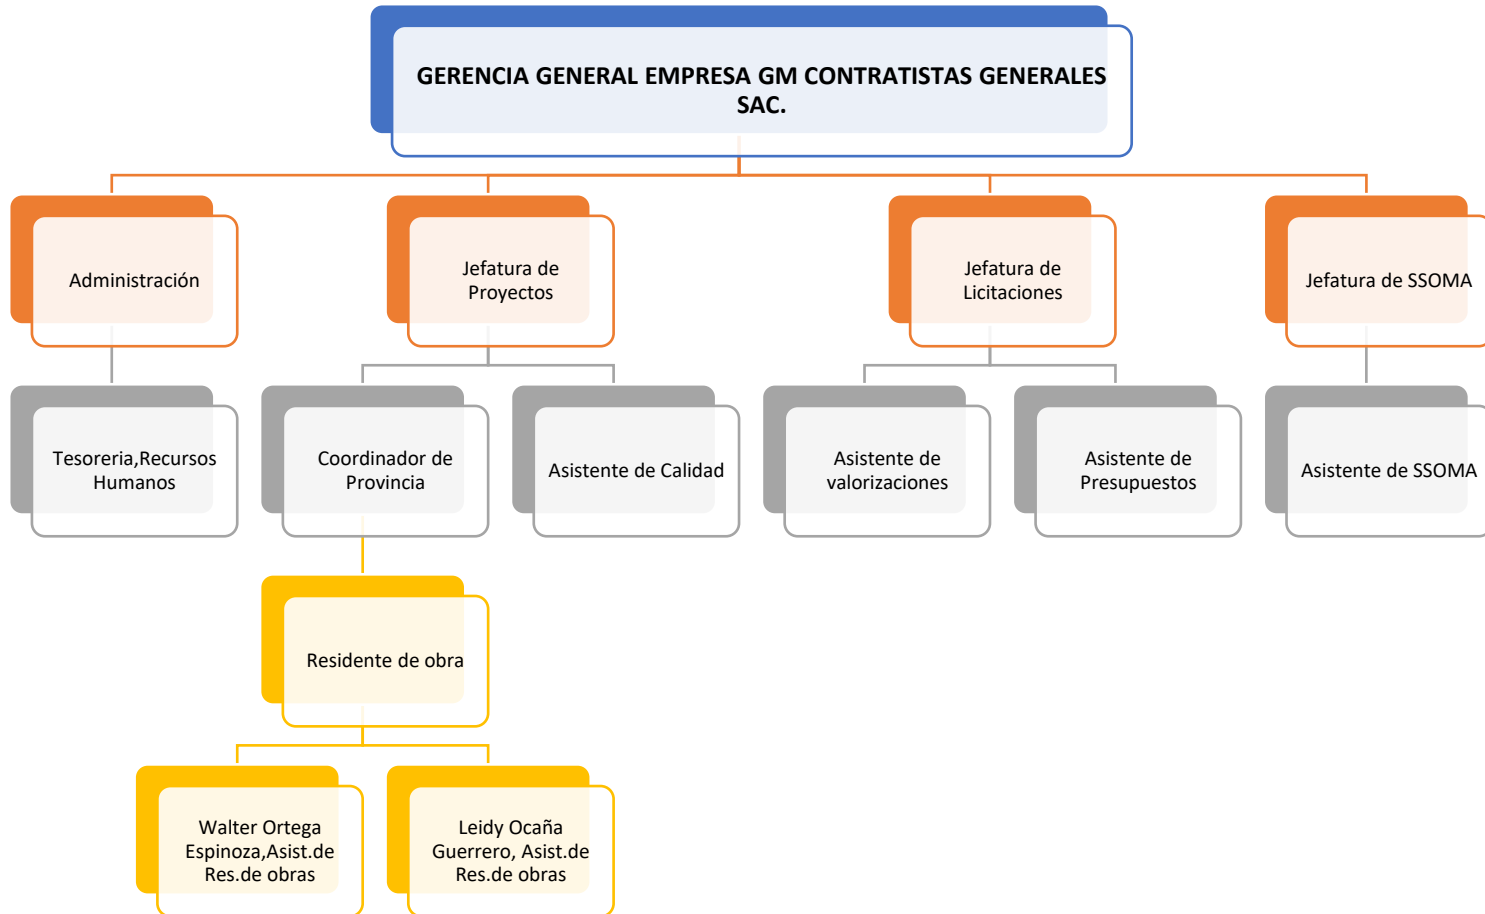 GERENCIA GENERAL EMPRESA GM CONTRATISTAS GENERALES
SAC.
Administración
Jefatura de
Proyectos
Jefatura de
Licitaciones
Jefatura de SSOMA
Tesoreria,Recursos
Humanos
Coordinador de
Provincia
Asistente de Calidad
Asistente de
valorizaciones
Asistente de
Presupuestos
Asistente de SSOMA
Residente de obra
Walter Ortega
Espinoza,Asist.de
Res.de obras
Leidy Ocaña
Guerrero, Asist.de
Res.de obras